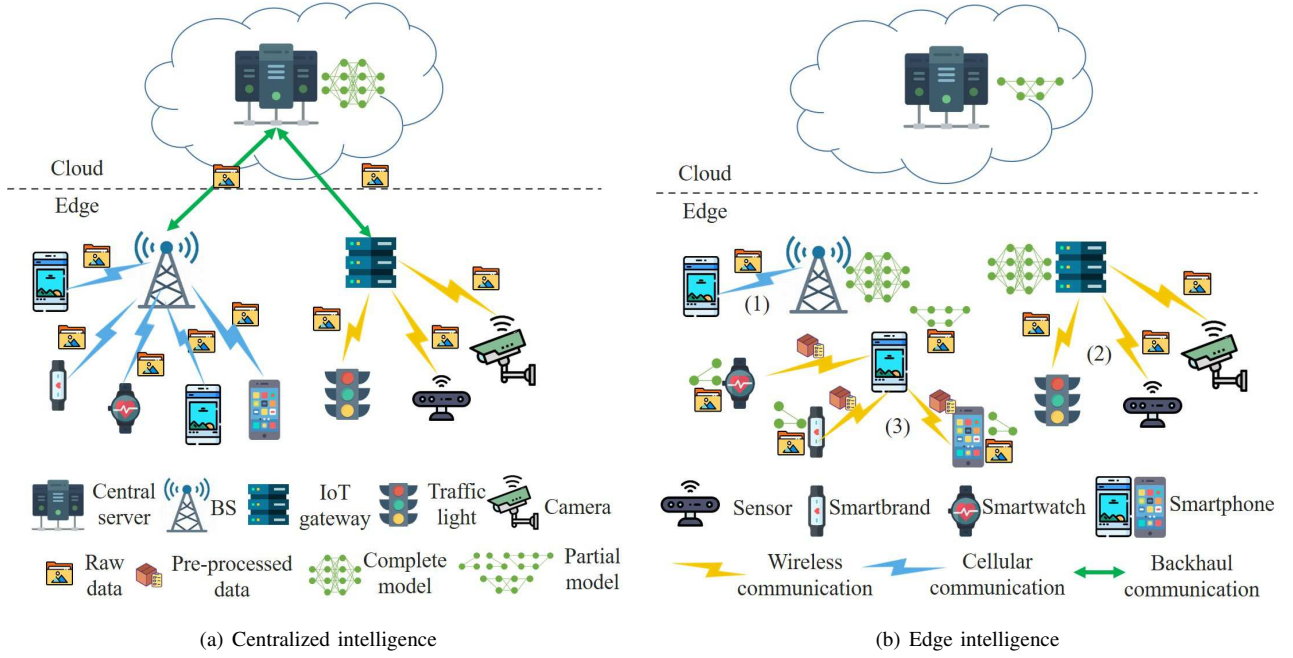 Cloud
Edge
Cloud
Edge
(1)
(2)
(3)
Central
server
BS
IoT
gateway
Traffic
light
Camera
Sensor
Smartbrand
Smartwatch
Smartphone
Raw
data
Pre-processed
data
Complete
model
Partial
model
Wireless
communication
Cellular
communication
Backhaul
communication
(a) Centralized intelligence
(b) Edge intelligence